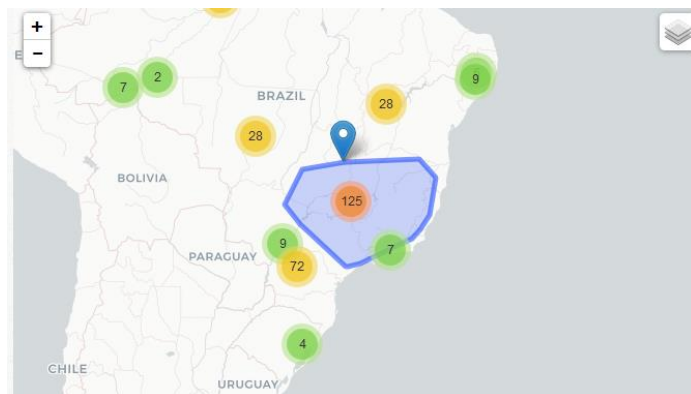 +
−
E
2
7
9
BRAZIL
28
28
BOLIVIA
125
9
7
PARAGUAY
72
4
CHILE
URUGUAY